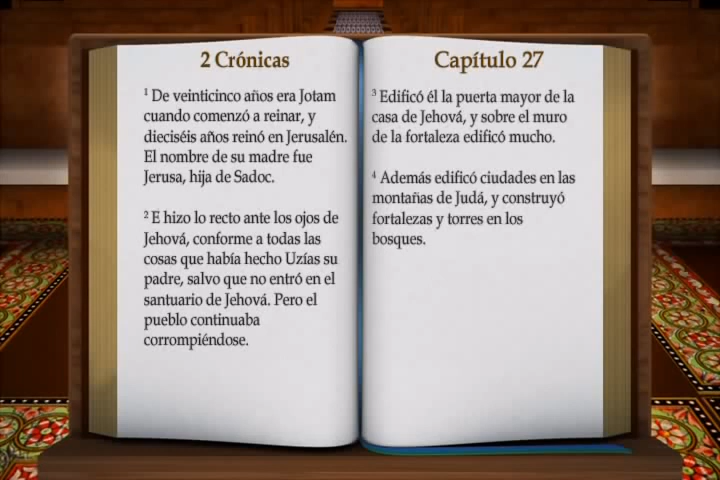 2 Crónicas
1 De veinticinco años era Jotam
cuando comenzó a reinar, y
dieciséis años reinó en Jerusalén.
El nombre de su madre fue
Jerusa, hija de Sadoc.
2 E hizo lo recto ante los ojos de
Jehová, conforme a todas las
cosas que había hecho Uzías su
padre, salvo que no entró en el
santuario de Jehová. Pero el
pueblo continuaba
corrompiéndose.
Capítulo 27
3 Edificó él la puerta mayor de la
casa de Jehová, y sobre el muro
de la fortaleza edificó mucho.
4 Además edificó ciudades en las
montañas de Judá, y construyó
fortalezas y torres en los
bosques.